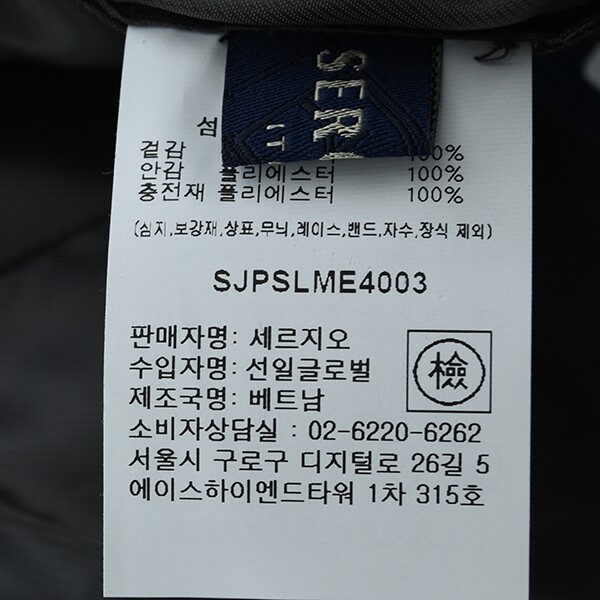 SER
IT
섬
겉감 100%
안감 폴리에스터 100%
충전재 폴리에스터 100%
(심지,보강재,상표,무늬,레이스,밴드,자수,장식 제외)
SJPSLME4003
판매자명: 세르지오
수입자명: 선일글로벌
제조국명: 베트남
檢
소비자상담실 : 02-6220-6262
서울시 구로구 디지털로 26길 5
에이스하이엔드타워 1차 315호